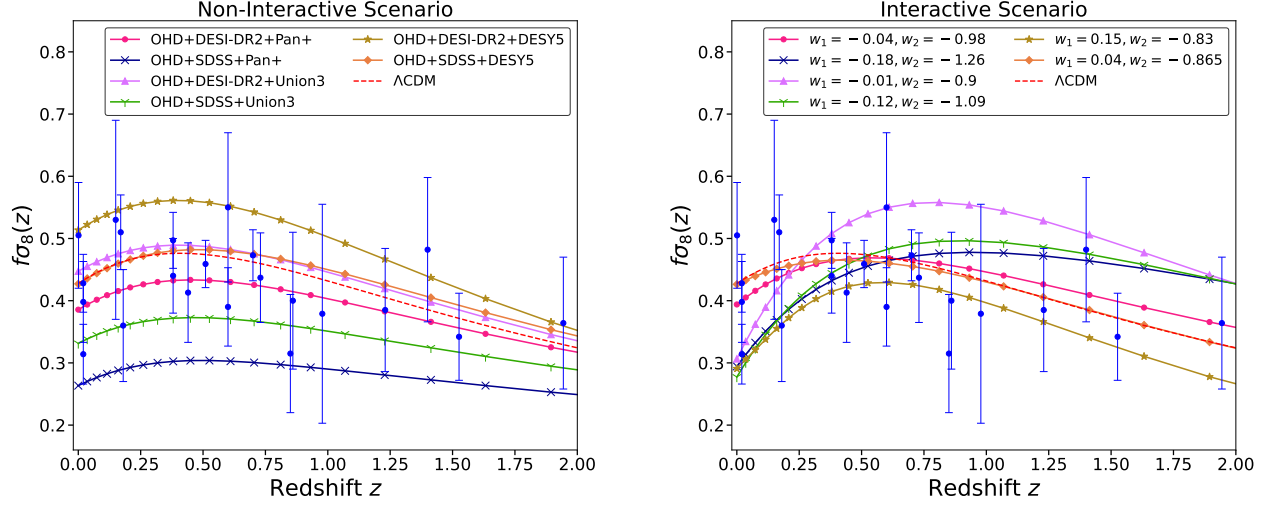 Non-Interactive Scenario
OHD+DESI-DR2+Pan+
OHD+SDSS+Pan+
OHD+DESI-DR2+Union3
OHD+SDSS+Union3
OHD+DESI-DR2+DESY5
OHD+SDSS+DESY5
ΛCDM
0.8
0.7
0.6
0.5
0.4
0.3
0.2
fσ₈(z)
0.00 0.25 0.50 0.75 1.00 1.25 1.50 1.75 2.00
Redshift z
Interactive Scenario
w₁ = −0.04, w₂ = −0.98
w₁ = −0.18, w₂ = −1.26
w₁ = −0.01, w₂ = −0.9
w₁ = −0.12, w₂ = −1.09
w₁ = 0.15, w₂ = −0.83
w₁ = 0.04, w₂ = −0.865
ΛCDM
0.8
0.7
0.6
0.5
0.4
0.3
0.2
fσ₈(z)
0.00 0.25 0.50 0.75 1.00 1.25 1.50 1.75 2.00
Redshift z